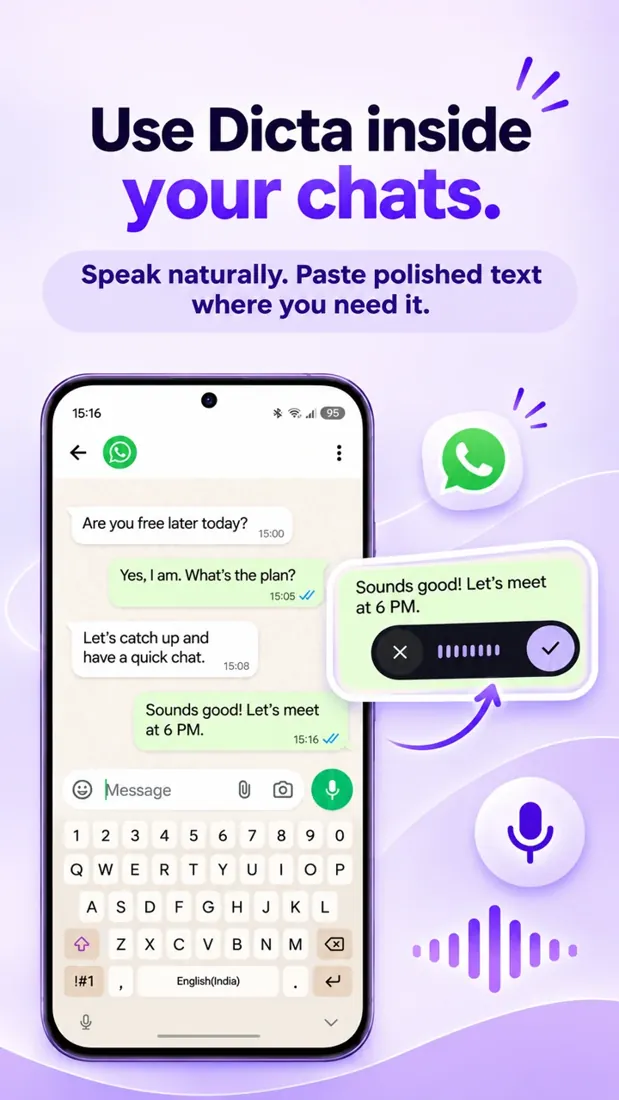 Use Dicta inside
your chats.
Speak naturally. Paste polished text
where you need it.
15:16
95
Are you free later today?
15:00
Yes, I am. What's the plan?
15:05
Let's catch up and
have a quick chat.
15:08
Sounds good! Let's meet
at 6 PM.
15:16
Sounds good! Let's meet
at 6 PM.
Message
1 2 3 4 5 6 7 8 9 0
Q W E R T Y U I O P
A S D F G H J K L
Z X C V B N M
!#1 , English(India) .